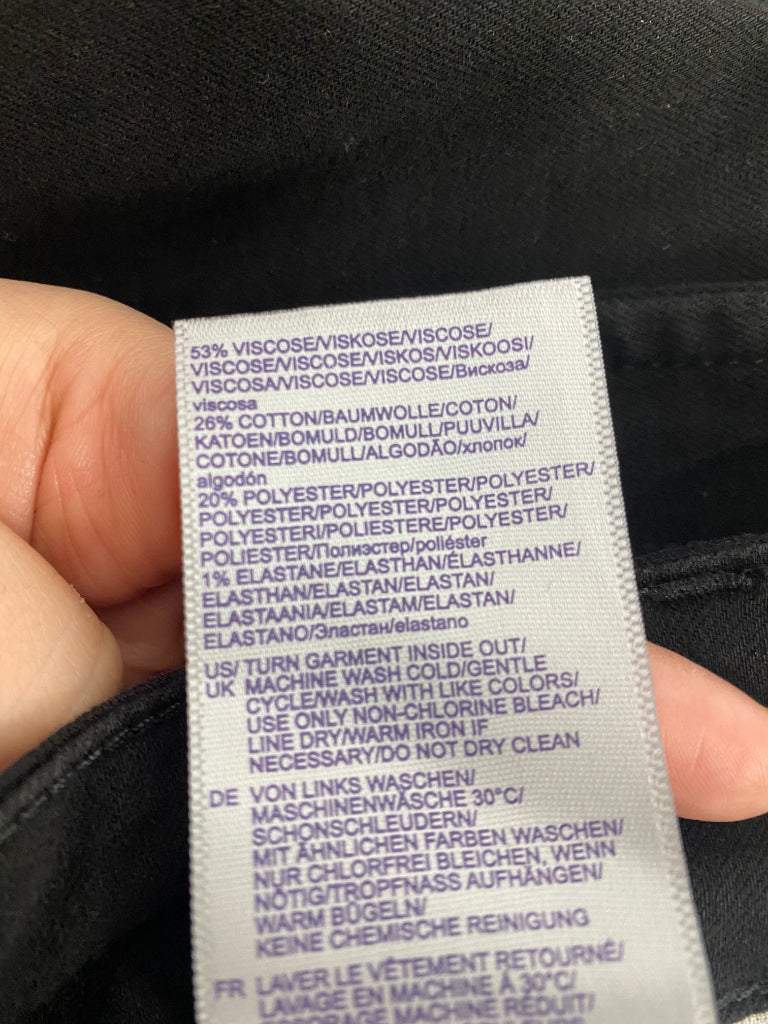 53% VISCOSE/VISKOSE/VISCOSE/
VISCOSE/VISCOSE/VISKOS/VISKOOSI/
VISCOSA/VISCOSE/VISCOSE/Вискоза/
viscosa
26% COTTON/BAUMWOLLE/COTON/
KATOEN/BOMULD/BOMULL/PUUVILLA/
COTONE/BOMULL/ALGODÃO/хлопок/
algodón
20% POLYESTER/POLYESTER/POLYESTER/
POLYESTER/POLYESTER/POLYESTER/
POLYESTERI/POLIESTERE/POLYESTER/
POLIESTER/Полиэстер/poliéster
1% ELASTANE/ELASTHAN/ÉLASTHANNE/
ELASTHAN/ELASTAN/ELASTAN/
ELASTAANIA/ELASTAM/ELASTAN/
ELASTANO/Эластан/elastano
US/ TURN GARMENT INSIDE OUT/
UK MACHINE WASH COLD/GENTLE
CYCLE/WASH WITH LIKE COLORS/
USE ONLY NON-CHLORINE BLEACH/
LINE DRY/WARM IRON IF
NECESSARY/DO NOT DRY CLEAN
DE VON LINKS WASCHEN/
MASCHINENWÄSCHE 30°C/
SCHONSCHLEUDERN/
MIT ÄHNLICHEN FARBEN WASCHEN/
NUR CHLORFREI BLEICHEN, WENN
NÖTIG/TROPFNASS AUFHÄNGEN/
WARM BÜGELN/
KEINE CHEMISCHE REINIGUNG
FR LAVER LE VÊTEMENT RETOURNÉ/
LAVAGE EN MACHINE À 30°C/
ESSORAGE MACHINE RÉDUIT/